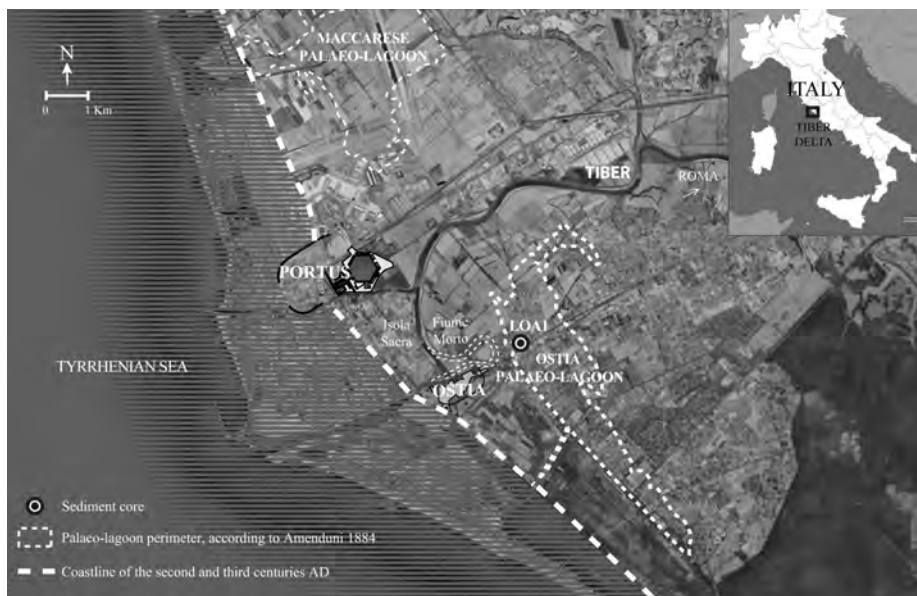 MACCARESE
PALAEO-LAGOON
N
0 1 Km
ITALY
TIBER
DELTA
TIBER
ROMA
PORTUS
Isola
Sacra
Fiume
Morto
LOA1
OSTIA
PALAEO-LAGOON
OSTIA
TYRRHENIAN SEA
Sediment core
Palaeo-lagoon perimeter, according to Amenduni 1884
Coastline of the second and third centuries AD